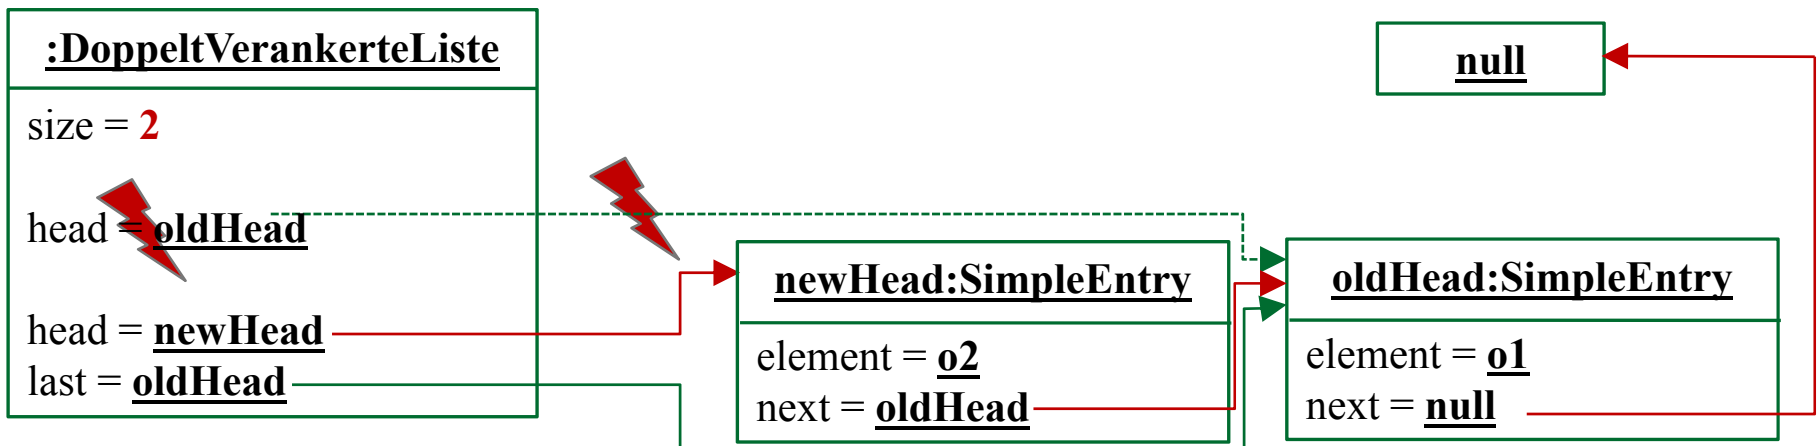 :DoppeltVerankerteListe
size = 2
head = oldHead
head = newHead
last = oldHead
newHead:SimpleEntry
element = o2
next = oldHead
null
oldHead:SimpleEntry
element = o1
next = null